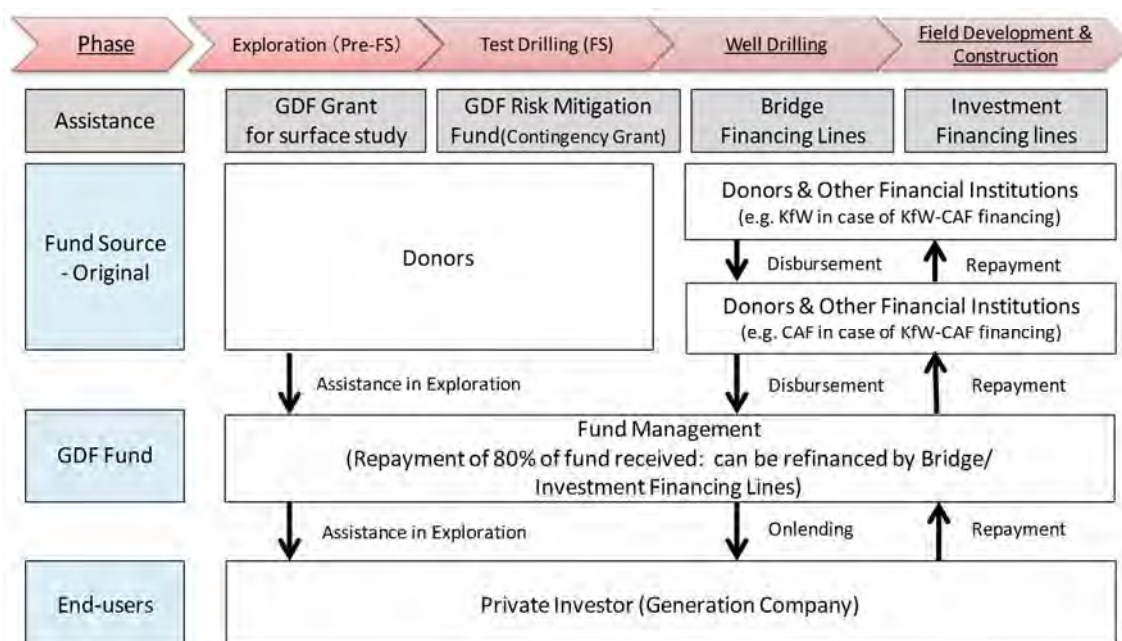 Phase
Exploration (Pre-FS)
Test Drilling (FS)
Well Drilling
Field Development &
Construction
Assistance
GDF Grant
for surface study
GDF Risk Mitigation
Fund(Contingency Grant)
Bridge
Financing Lines
Investment
Financing lines
Fund Source
- Original
Donors
Donors & Other Financial Institutions
(e.g. KfW in case of KfW-CAF financing)
Disbursement
Repayment
Donors & Other Financial Institutions
(e.g. CAF in case of KfW-CAF financing)
Assistance in Exploration
Disbursement
Repayment
GDF Fund
Fund Management
(Repayment of 80% of fund received: can be refinanced by Bridge/
Investment Financing Lines)
Assistance in Exploration
Onlending
Repayment
End-users
Private Investor (Generation Company)